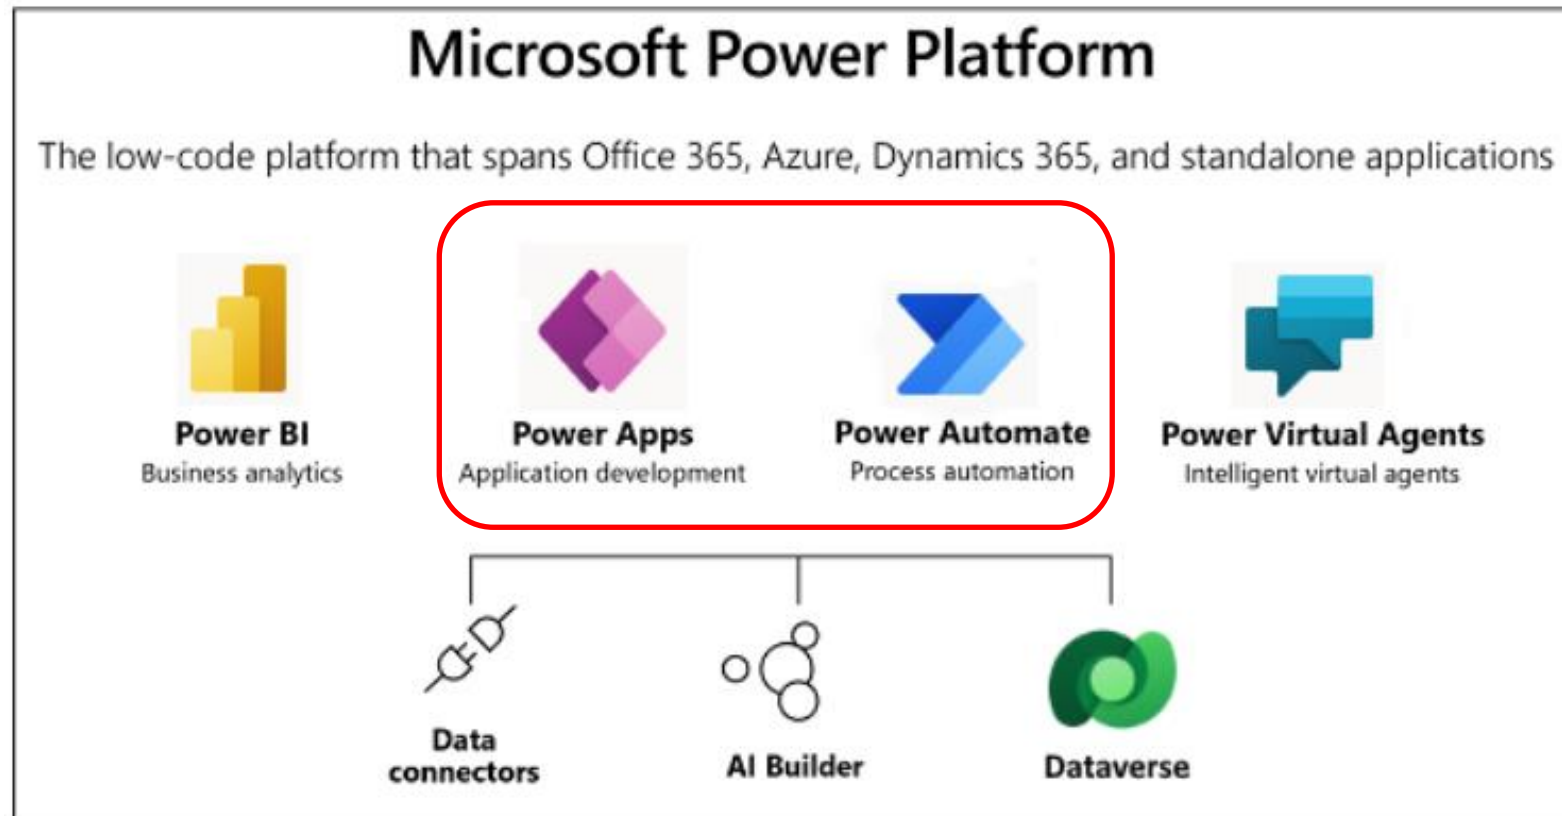 Microsoft Power Platform
The low-code platform that spans Office 365, Azure, Dynamics 365, and standalone applications
Power BI
Business analytics
Power Apps
Application development
Power Automate
Process automation
Power Virtual Agents
Intelligent virtual agents
Data
connectors
AI Builder
Dataverse